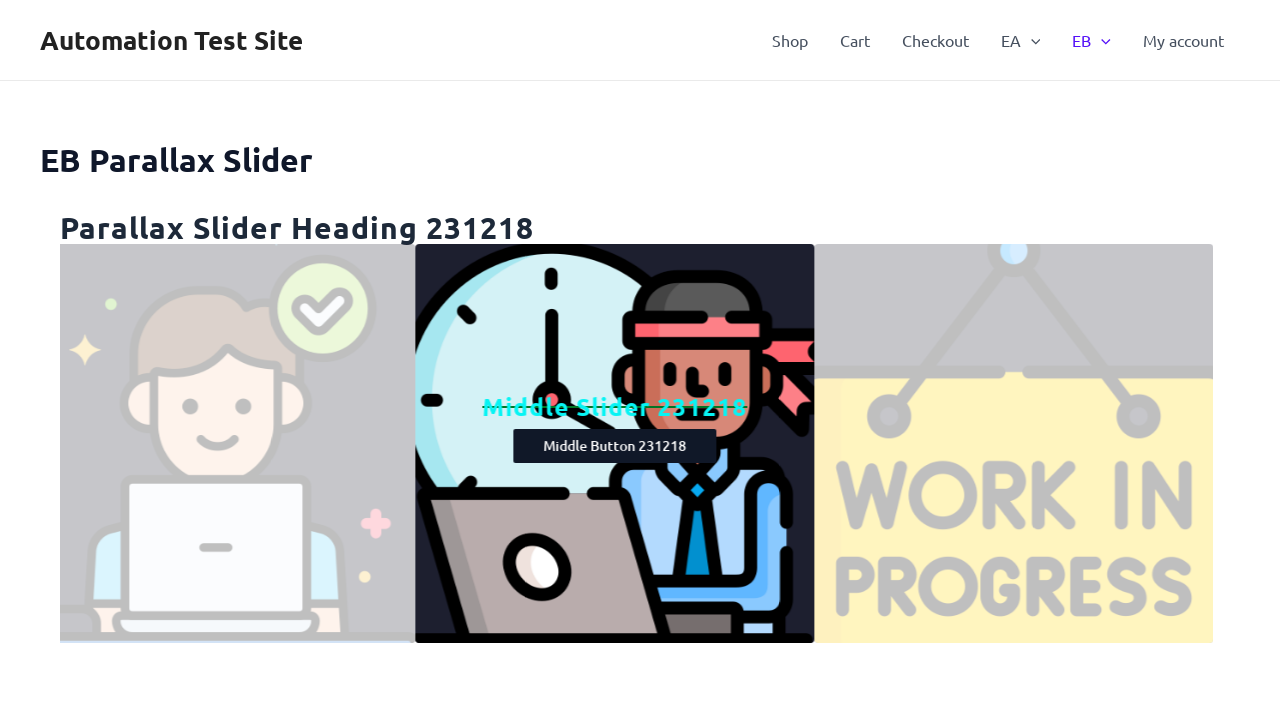 Automation Test Site
Shop
Cart
Checkout
EA
EB
My account
EB Parallax Slider
Parallax Slider Heading 231218
Middle Slider 231218
Middle Button 231218
WORK IN
PROGRESS